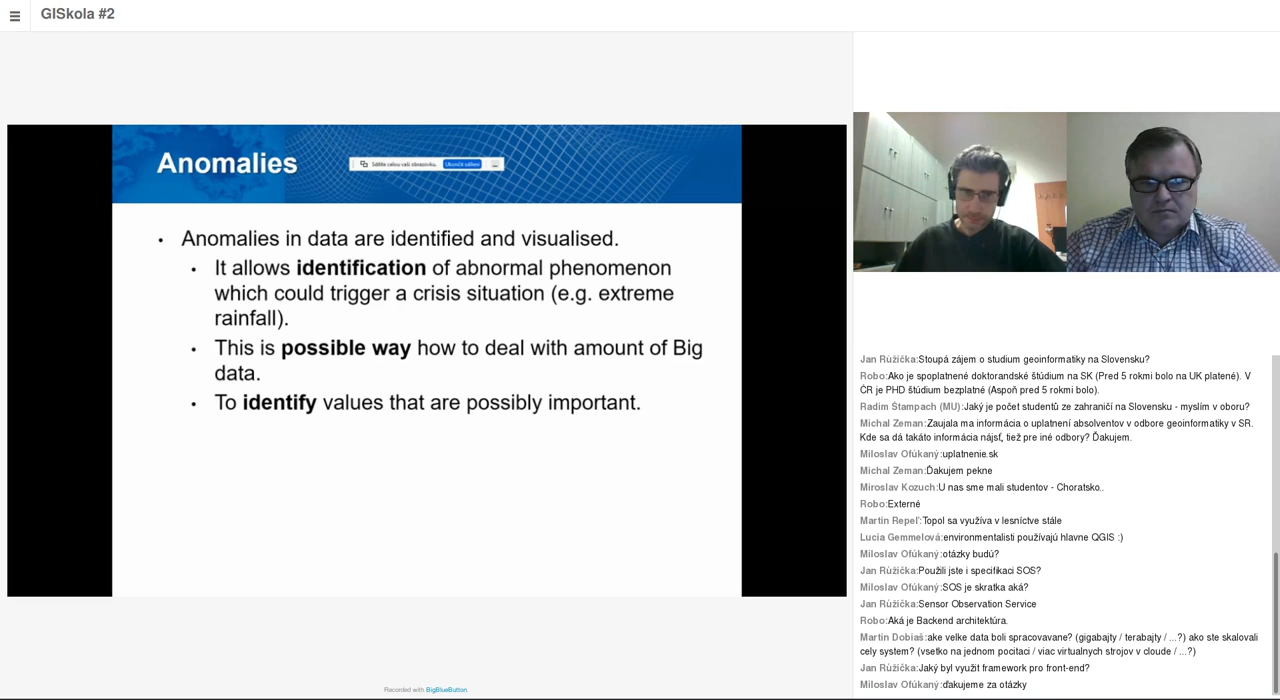 GISkola #2
Anomalies
Sdílíte celou vaši obrazovku.
Ukončit sdílení
• Anomalies in data are identified and visualised.
• It allows identification of abnormal phenomenon
which could trigger a crisis situation (e.g. extreme
rainfall).
• This is possible way how to deal with amount of Big
data.
• To identify values that are possibly important.
Jan Růžička:Stoupá zájem o studium geoinformatiky na Slovensku?
Robo:Ako je spoplatnené doktorandské štúdium na SK (Pred 5 rokmi bolo na UK platené). V
ČR je PHD štúdium bezplatné (Aspoň pred 5 rokmi bolo).
Radim Štampach (MU):Jaký je počet studentů ze zahraničí na Slovensku - myslím v oboru?
Michal Zeman:Zaujala ma informácia o uplatnení absolventov v odbore geoinformatiky v SR.
Kde sa dá takáto informácia nájsť, tiež pre iné odbory? Ďakujem.
Miloslav Ofúkaný:uplatnenie.sk
Michal Zeman:Ďakujem pekne
Miroslav Kozuch:U nas sme mali studentov - Choratsko..
Robo:Externé
Martin Repeľ:Topol sa využíva v lesníctve stále
Lucia Gemmelová:environmentalisti používajú hlavne QGIS :)
Miloslav Ofúkaný:otázky budú?
Jan Růžička:Použili jste i specifikaci SOS?
Miloslav Ofúkaný:SOS je skratka aká?
Jan Růžička:Sensor Observation Service
Robo:Aká je Backend architektúra.
Martin Dobiaš:ake velke data boli spracovavane? (gigabajty / terabajty / ...?) ako ste skalovali
cely system? (vsetko na jednom pocitaci / viac virtualnych strojov v cloude / ...?)
Jan Růžička:Jaký byl využit framework pro front-end?
Miloslav Ofúkaný:ďakujeme za otázky
Recorded with BigBlueButton.